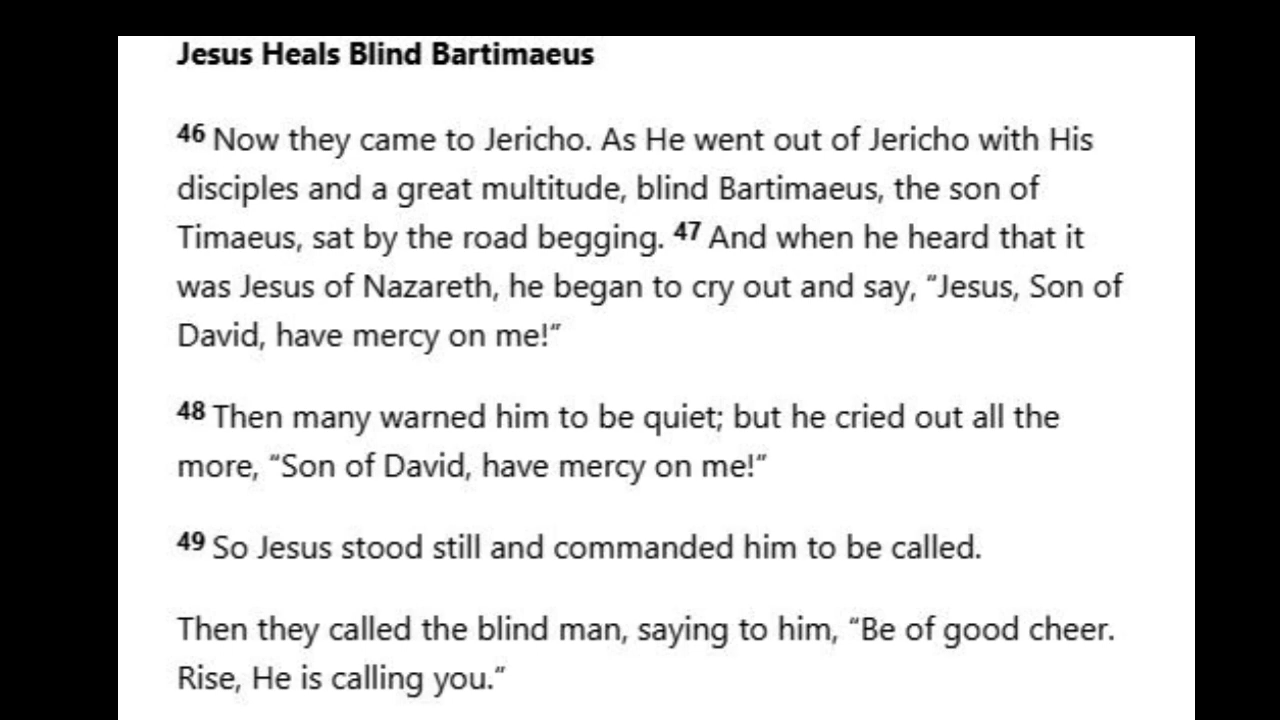 Jesus Heals Blind Bartimaeus
46 Now they came to Jericho. As He went out of Jericho with His
disciples and a great multitude, blind Bartimaeus, the son of
Timaeus, sat by the road begging. 47 And when he heard that it
was Jesus of Nazareth, he began to cry out and say, “Jesus, Son of
David, have mercy on me!”
48 Then many warned him to be quiet; but he cried out all the
more, “Son of David, have mercy on me!”
49 So Jesus stood still and commanded him to be called.
Then they called the blind man, saying to him, “Be of good cheer.
Rise, He is calling you.”